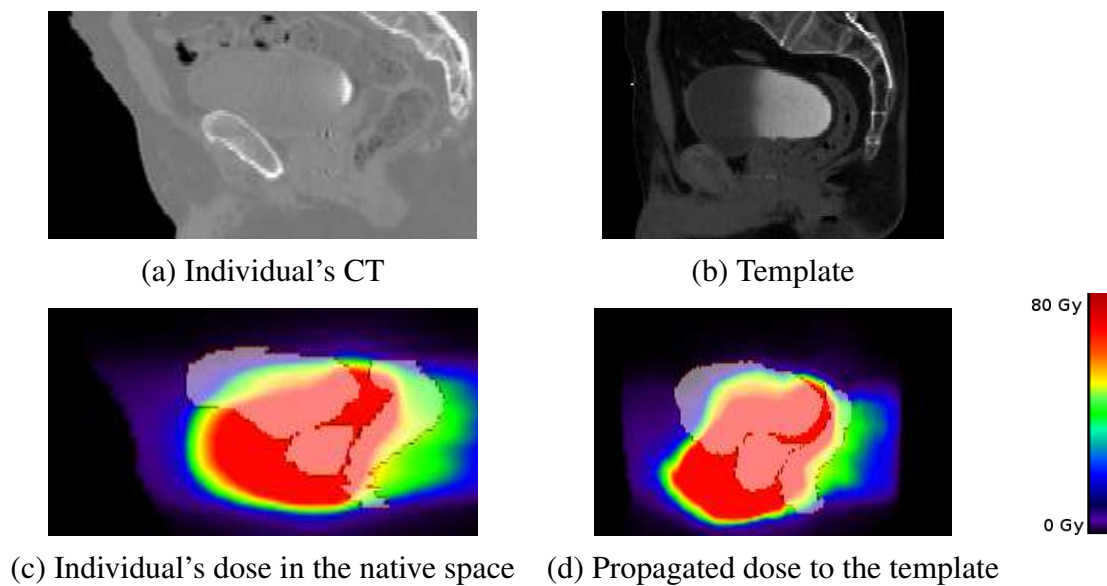 (a) Individual's CT
(b) Template
80 Gy
0 Gy
(c) Individual's dose in the native space
(d) Propagated dose to the template